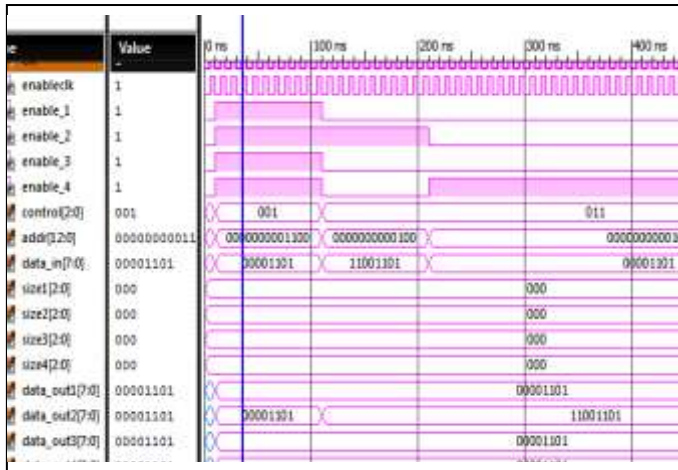 0 ns 100 ns 200 ns 300 ns 400 ns
Value
enableclk 1
enable_1 1
enable_2 1
enable_3 1
enable_4 1
control[2:0] 001 001 011
addr[12:0] 00000000011 0000000001100 0000000000100 00000000001
data_in[7:0] 00001101 00001101 11001101 00001101
size1[2:0] 000 000
size2[2:0] 000 000
size3[2:0] 000 000
size4[2:0] 000 000
data_out1[7:0] 00001101 00001101
data_out2[7:0] 00001101 00001101 11001101
data_out3[7:0] 00001101 00001101